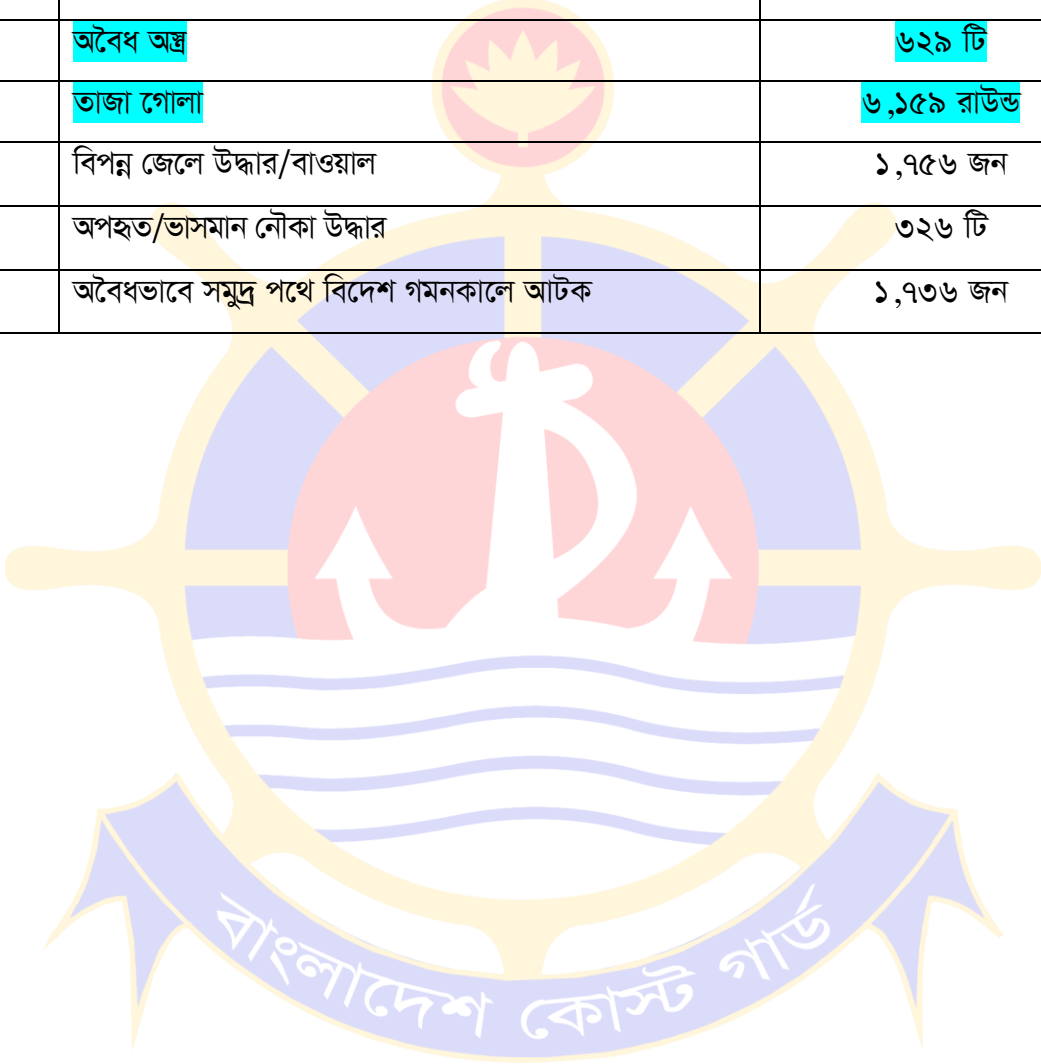 অবৈধ অস্ত্র ৬২৯ টি
তাজা গোলা ৬,১৫৯ রাউন্ড
বিপন্ন জেলে উদ্ধার/বাওয়াল ১,৭৫৬ জন
অপহৃত/ভাসমান নৌকা উদ্ধার ৩২৬ টি
অবৈধভাবে সমুদ্র পথে বিদেশ গমনকালে আটক ১,৭৩৬ জন
বাংলাদেশ কোস্ট গার্ড